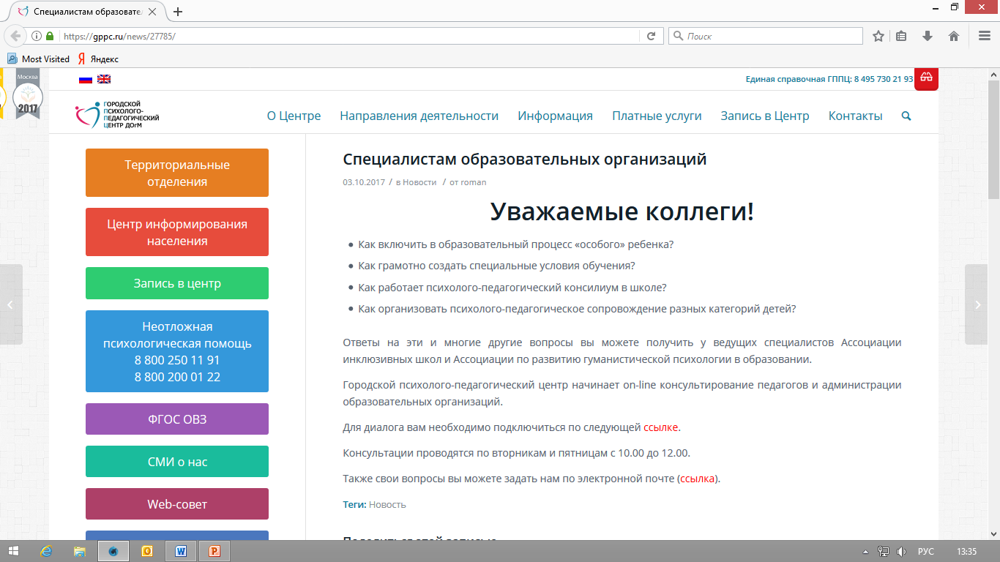 Специалистам образовате
https://gppc.ru/news/27785/
Поиск
Most Visited
Яндекс
Москва
2017
Единая справочная ГППЦ: 8 495 730 21 93
ГОРОДСКОЙ
ПСИХОЛОГО-
ПЕДАГОГИЧЕСКИЙ
ЦЕНТР ДОгМ
О Центре
Направления деятельности
Информация
Платные услуги
Запись в Центр
Контакты
Территориальные
отделения
Центр информирования
населения
Запись в центр
Неотложная
психологическая помощь
8 800 250 11 91
8 800 200 01 22
ФГОС ОВЗ
СМИ о нас
Web-совет
Специалистам образовательных организаций
03.10.2017 / в Новости / от roman
Уважаемые коллеги!
Как включить в образовательный процесс «особого» ребенка?
Как грамотно создать специальные условия обучения?
Как работает психолого-педагогический консилиум в школе?
Как организовать психолого-педагогическое сопровождение разных категорий детей?
Ответы на эти и многие другие вопросы вы можете получить у ведущих специалистов Ассоциации
инклюзивных школ и Ассоциации по развитию гуманистической психологии в образовании.
Городской психолого-педагогический центр начинает on-line консультирование педагогов и администрации
образовательных организаций.
Для диалога вам необходимо подключиться по следующей ссылке.
Консультации проводятся по вторникам и пятницам с 10.00 до 12.00.
Также свои вопросы вы можете задать нам по электронной почте (ссылка).
Теги: Новость
РУС
13:35